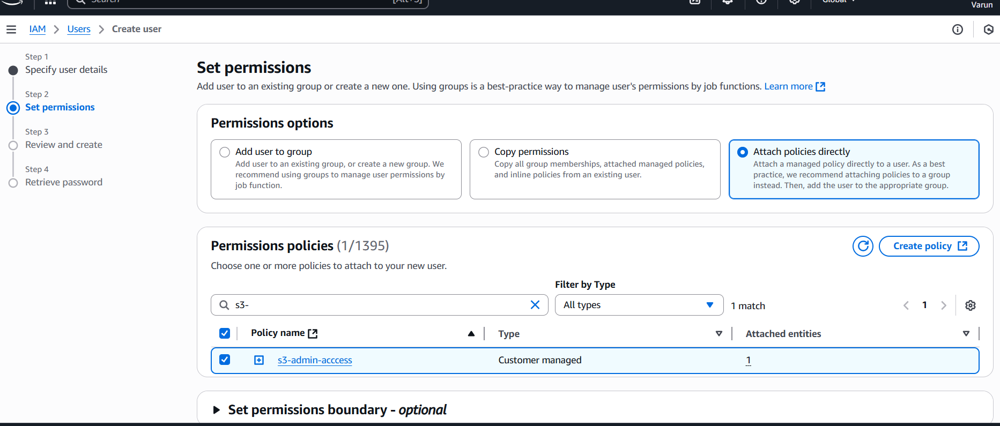 Search [Alt+S] Global
Varun
IAM > Users > Create user
Step 1
Specify user details
Step 2
Set permissions
Step 3
Review and create
Step 4
Retrieve password
Set permissions
Add user to an existing group or create a new one. Using groups is a best-practice way to manage user's permissions by job functions. Learn more
Permissions options
Add user to group
Add user to an existing group, or create a new group. We
recommend using groups to manage user permissions by
job function.
Copy permissions
Copy all group memberships, attached managed policies,
and inline policies from an existing user.
Attach policies directly
Attach a managed policy directly to a user. As a best
practice, we recommend attaching policies to a group
instead. Then, add the user to the appropriate group.
Permissions policies (1/1395)
Create policy
Choose one or more policies to attach to your new user.
Filter by Type
s3-
All types
1 match
1
Policy name Type Attached entities
s3-admin-acccess Customer managed 1
Set permissions boundary - optional